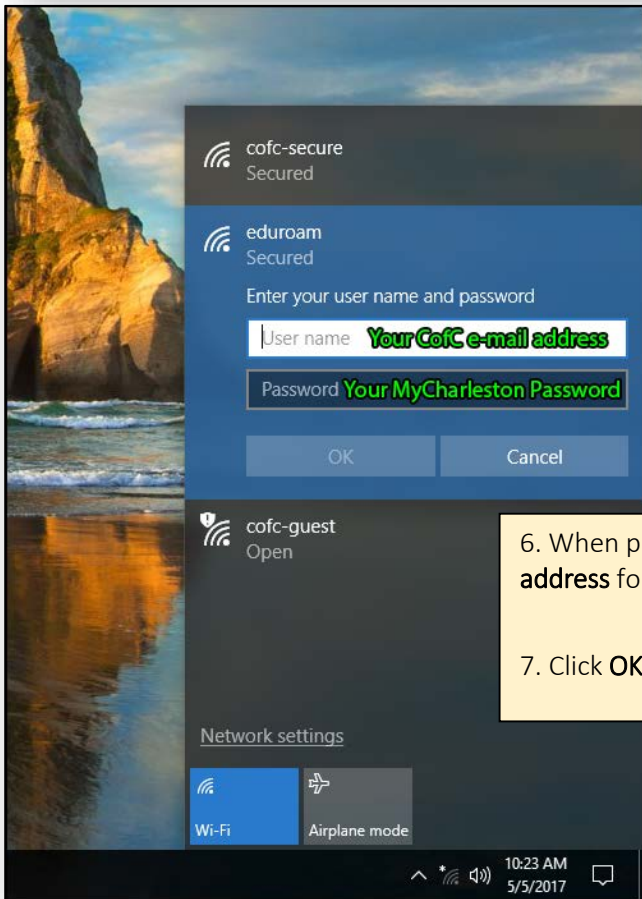 cofc-secure
Secured
eduroam
Secured
Enter your user name and password
User name Your CofC e-mail address
Password Your MyCharleston Password
OK Cancel
cofc-guest
Open
6. When p
address fo
7. Click OK
Network settings
Wi-Fi Airplane mode
10:23 AM
5/5/2017